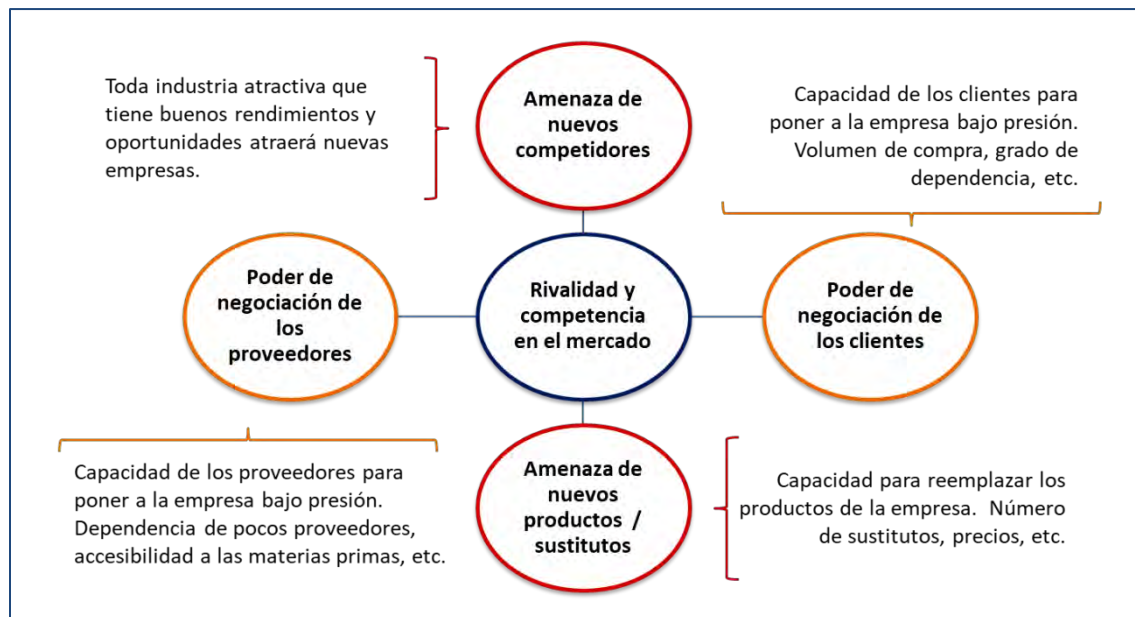 Toda industria atractiva que
tiene buenos rendimientos y
oportunidades atraerá nuevas
empresas.
Amenaza de
nuevos
competidores
Capacidad de los clientes para
poner a la empresa bajo presión.
Volumen de compra, grado de
dependencia, etc.
Poder de
negociación de
los
proveedores
Rivalidad y
competencia
en el mercado
Poder de
negociación de
los clientes
Capacidad de los proveedores para
poner a la empresa bajo presión.
Dependencia de pocos proveedores,
accesibilidad a las materias primas, etc.
Amenaza de
nuevos
productos /
sustitutos
Capacidad para reemplazar los
productos de la empresa. Número
de sustitutos, precios, etc.